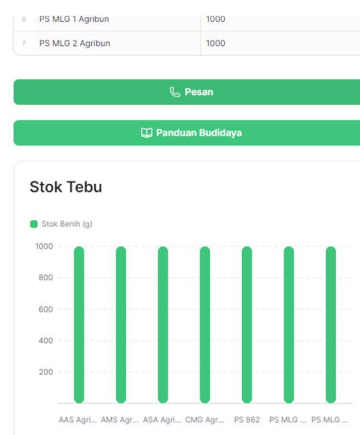 6 PS MLG 1 Agribun 1000
7 PS MLG 2 Agribun 1000
Pesan
Panduan Budidaya
Stok Tebu
Stok Benih (g)
1000
800
600
400
200
AAS Agri... AMS Agr... ASA Agri... CMG Agr... PS 862 PS MLG ... PS MLG ...